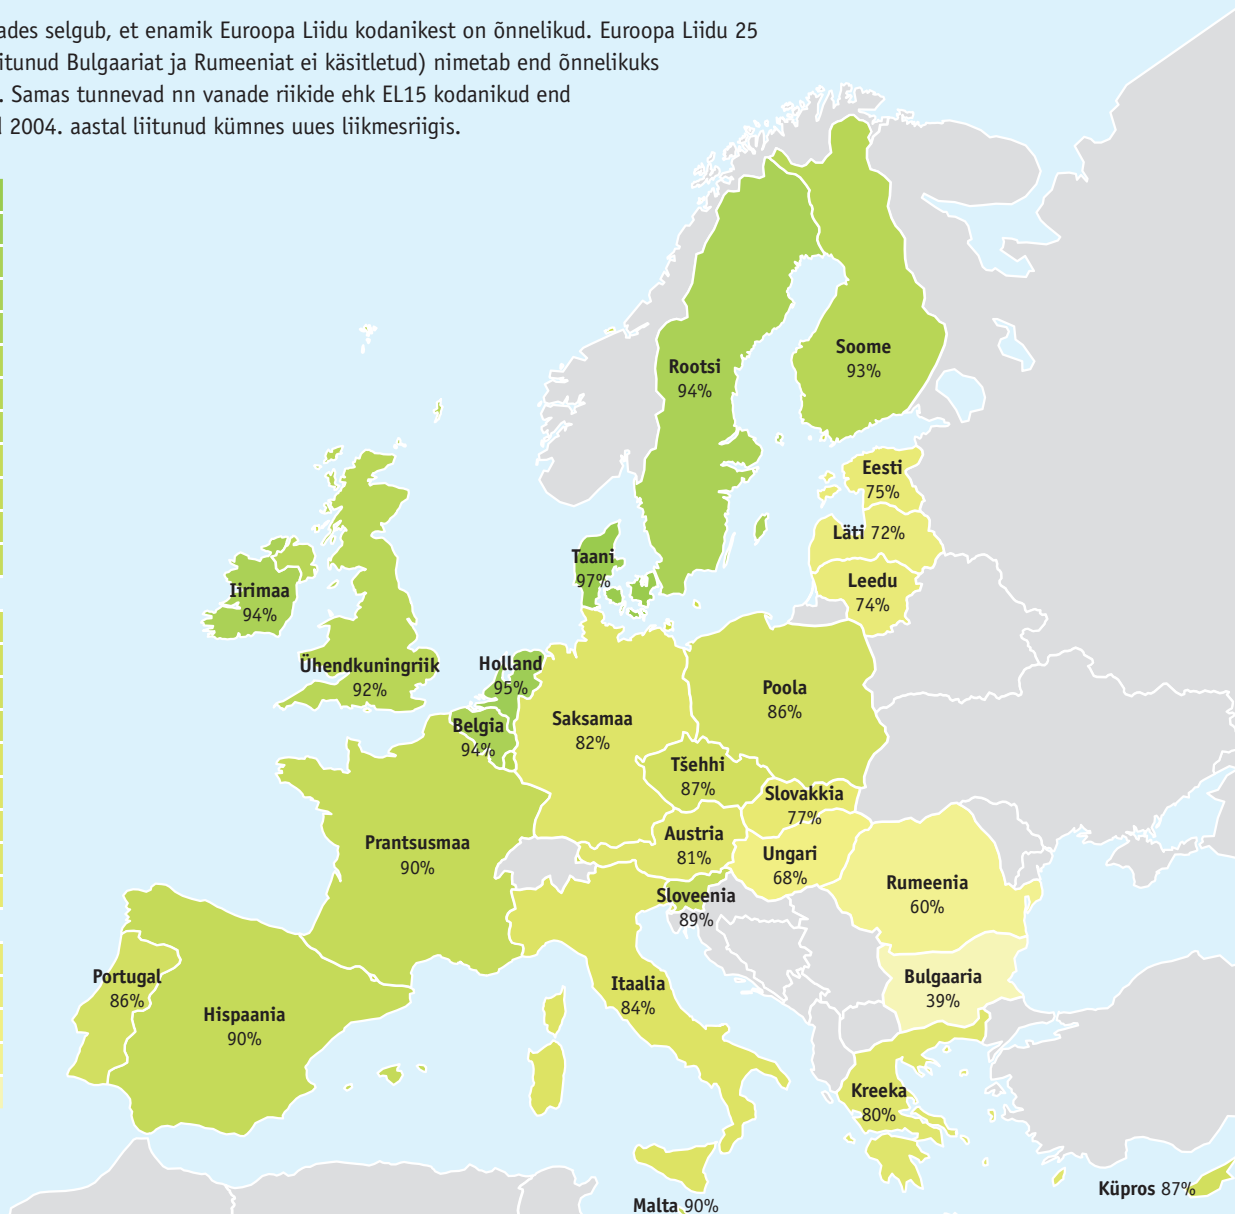 ades selgub, et enamik Euroopa Liidu kodanikest on õnnelikud. Euroopa Liidu 25
itunud Bulgaariat ja Rumeeniat ei käsitletud) nimetab end õnnelikuks
. Samas tunnevad nn vanade riikide ehk EL15 kodanikud end
2004. aastal liitunud kümnes uues liikmesriigis.
Soome
93%
Rootsi
94%
Eesti
75%
Läti 72%
Taani
97%
Leedu
74%
Iirimaa
94%
Ühendkuningriik
92%
Holland
95%
Poola
86%
Belgia
94%
Saksamaa
82%
Tšehhi
87%
Slovakkia
77%
Austria
81%
Prantsusmaa
90%
Ungari
68%
Rumeenia
60%
Sloveenia
89%
Portugal
86%
Itaalia
84%
Bulgaaria
39%
Hispaania
90%
Kreeka
80%
Küpros 87%
Malta 90%